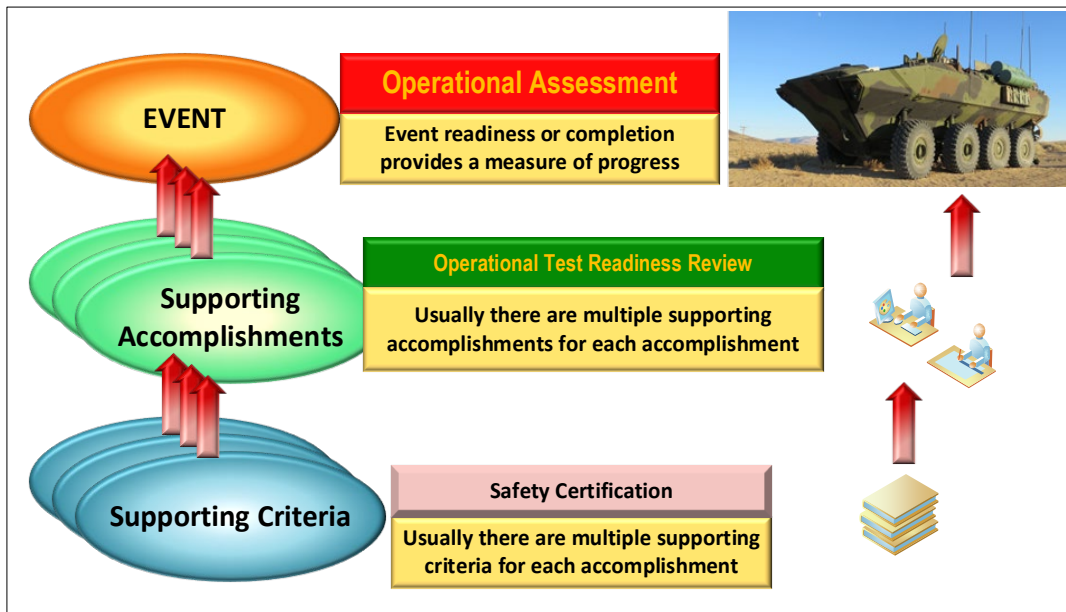 EVENT
Operational Assessment
Event readiness or completion
provides a measure of progress
Supporting
Accomplishments
Operational Test Readiness Review
Usually there are multiple supporting
accomplishments for each accomplishment
Supporting Criteria
Safety Certification
Usually there are multiple supporting
criteria for each accomplishment